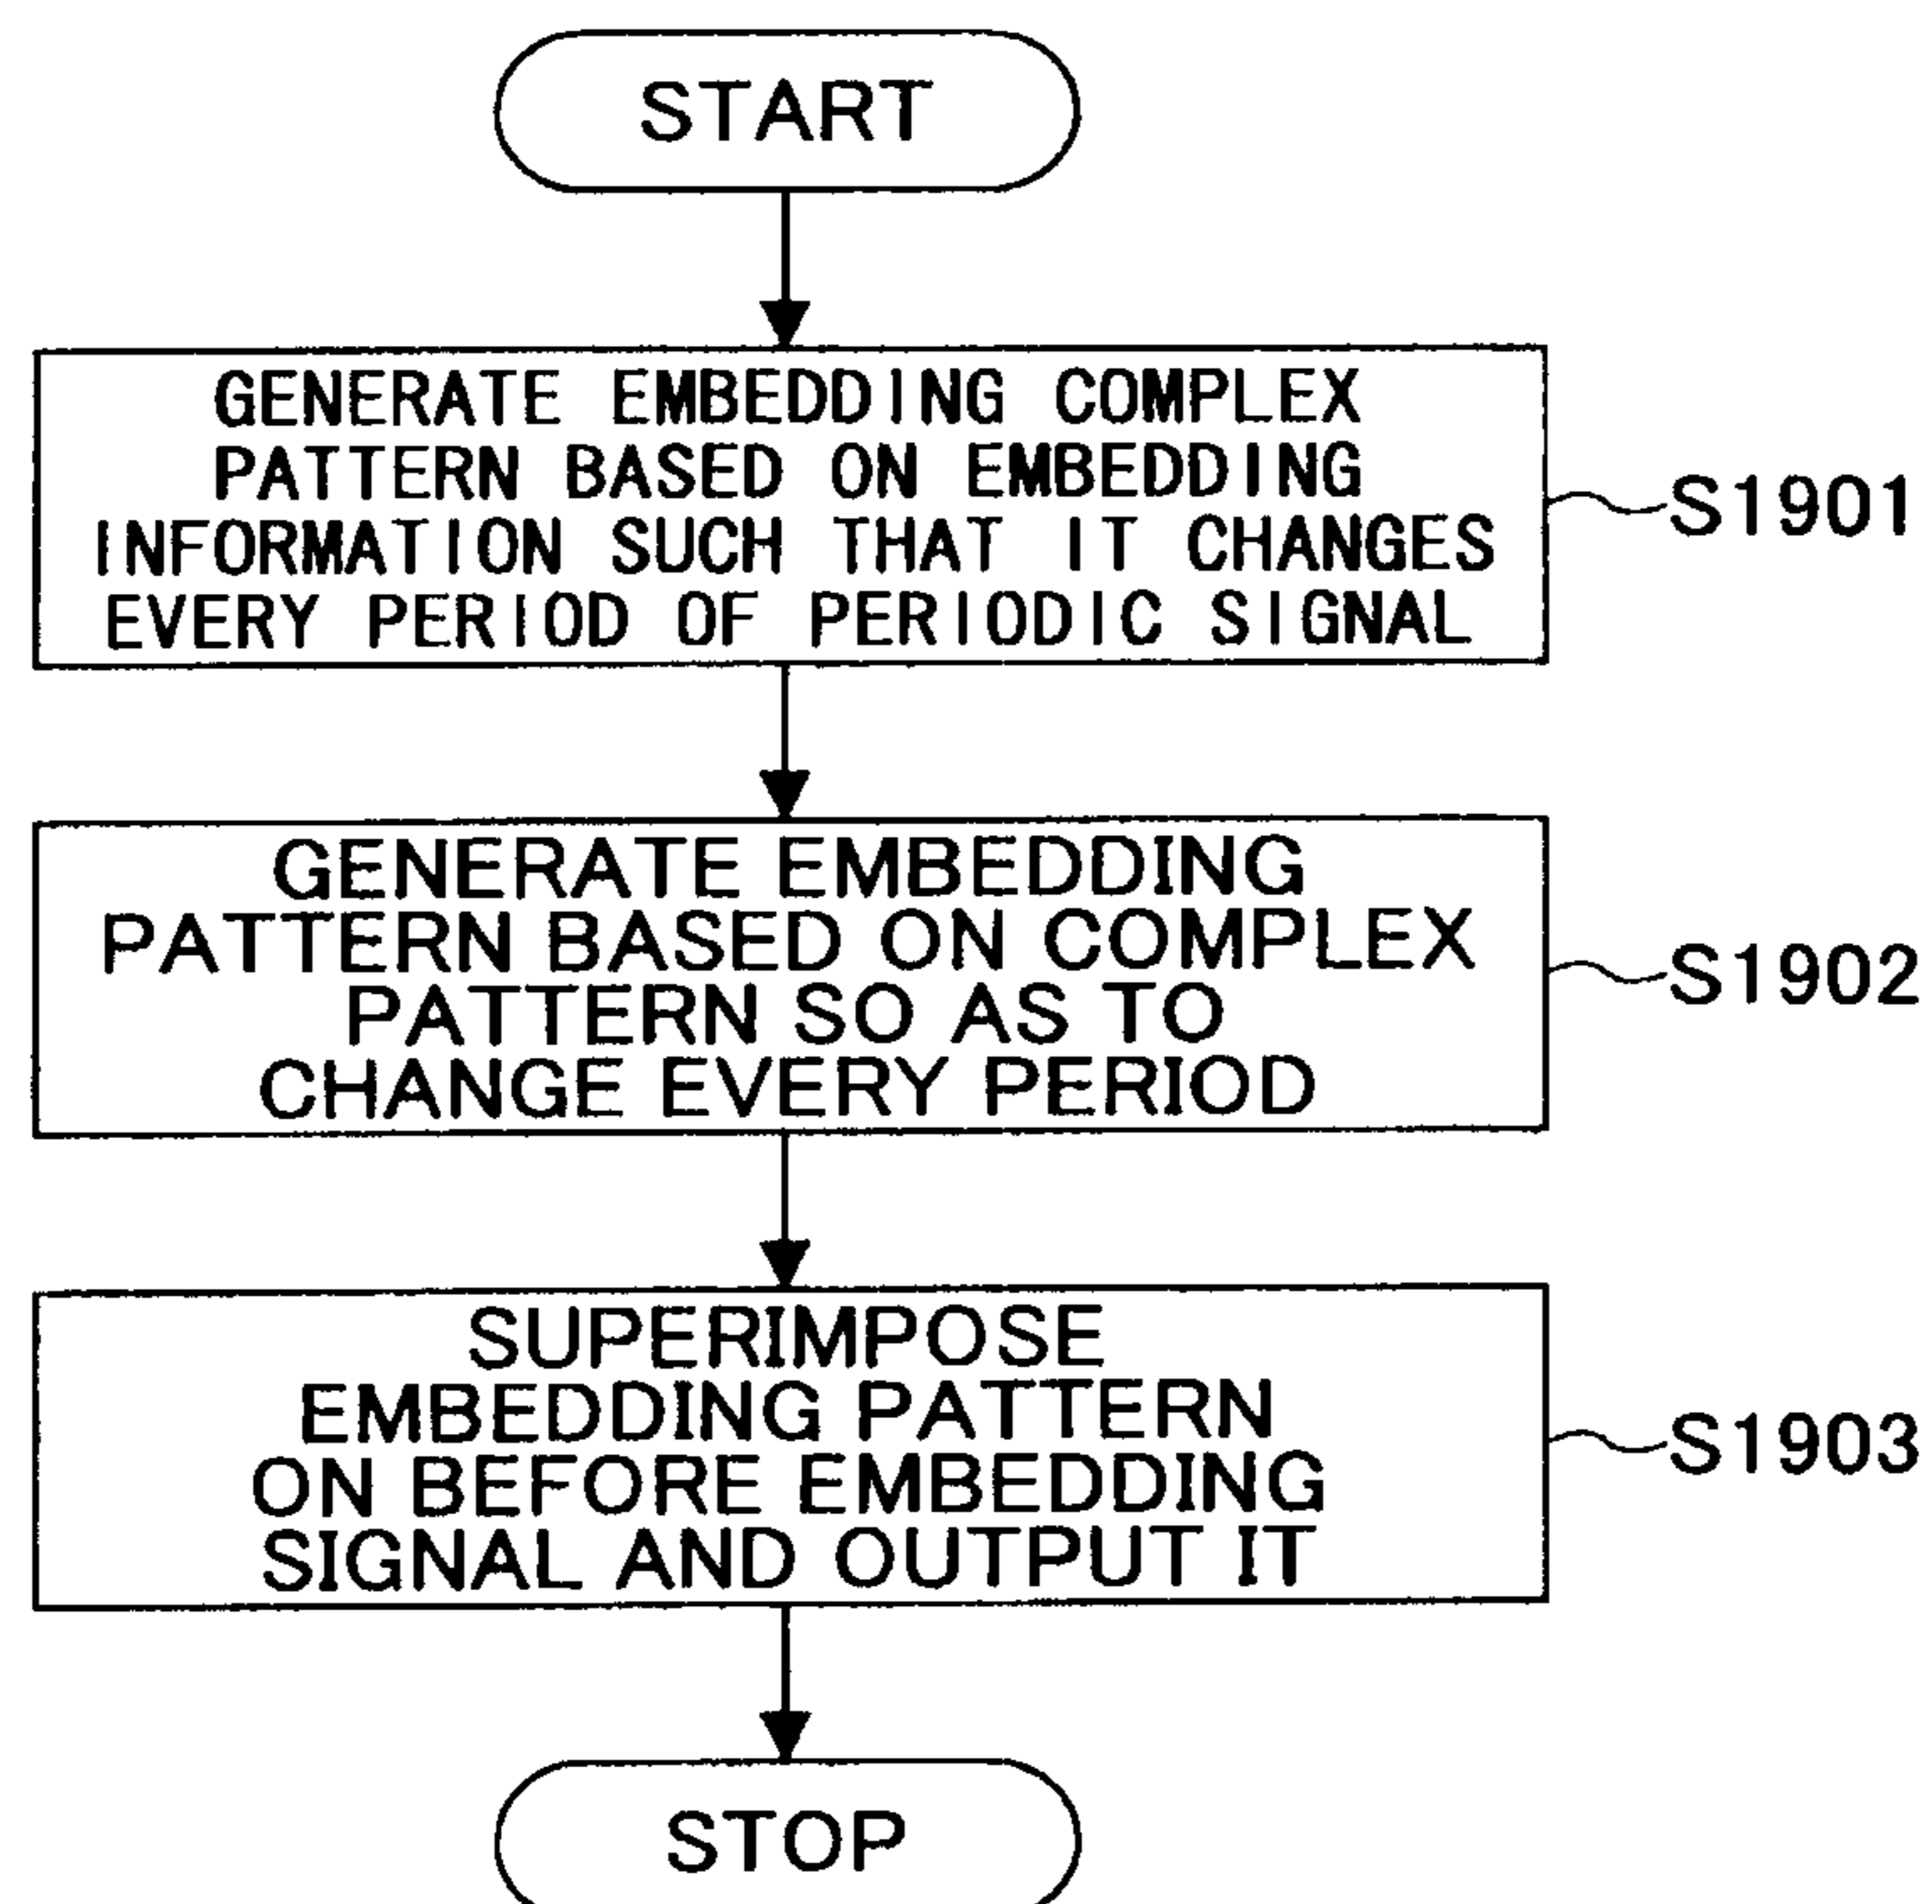 START
GENERATE EMBEDDING COMPLEX
PATTERN BASED ON EMBEDDING
INFORMATION SUCH THAT IT CHANGES
EVERY PERIOD OF PERIODIC SIGNAL
S1901
GENERATE EMBEDDING
PATTERN BASED ON COMPLEX
PATTERN SO AS TO
CHANGE EVERY PERIOD
S1902
SUPERIMPOSE
EMBEDDING PATTERN
ON BEFORE EMBEDDING
SIGNAL AND OUTPUT IT
S1903
STOP